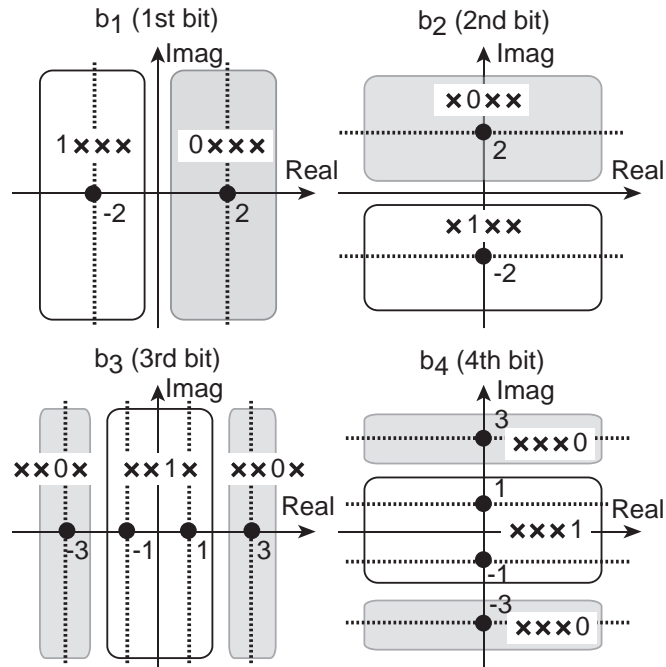 b1 (1st bit)
Imag
1×××
0×××
Real
-2
2
b2 (2nd bit)
Imag
×0××
2
Real
×1××
-2
b3 (3rd bit)
Imag
××0×
××1×
××0×
Real
-3
-1
1
3
b4 (4th bit)
Imag
3
×××0
1
Real
×××1
-1
-3
×××0